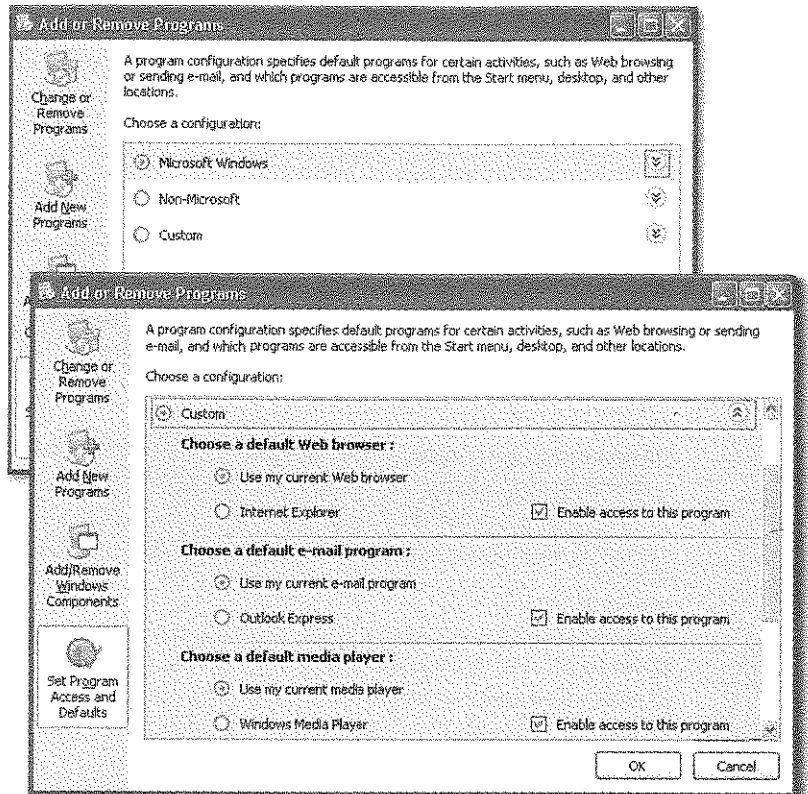 Add or Remove Programs
Change or
Remove
Programs
Add New
Programs
A program configuration specifies default programs for certain activities, such as Web browsing
or sending e-mail, and which programs are accessible from the Start menu, desktop, and other
locations.
Choose a configuration:
Microsoft Windows
Non-Microsoft
Custom
Add or Remove Programs
Change or
Remove
Programs
Add New
Programs
Add/Remove
Windows
Components
Set Program
Access and
Defaults
A program configuration specifies default programs for certain activities, such as Web browsing or sending
e-mail, and which programs are accessible from the Start menu, desktop, and other locations.
Choose a configuration:
Custom
Choose a default Web browser :
Use my current Web browser
Internet Explorer
Enable access to this program
Choose a default e-mail program :
Use my current e-mail program
Outlook Express
Enable access to this program
Choose a default media player :
Use my current media player
Windows Media Player
Enable access to this program
OK
Cancel